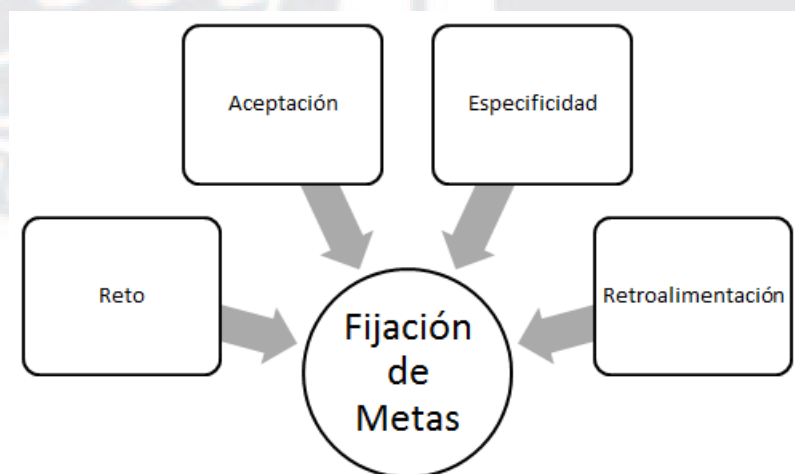 Aceptación
Especificidad
Reto
Retroalimentación
Fijación
de
Metas